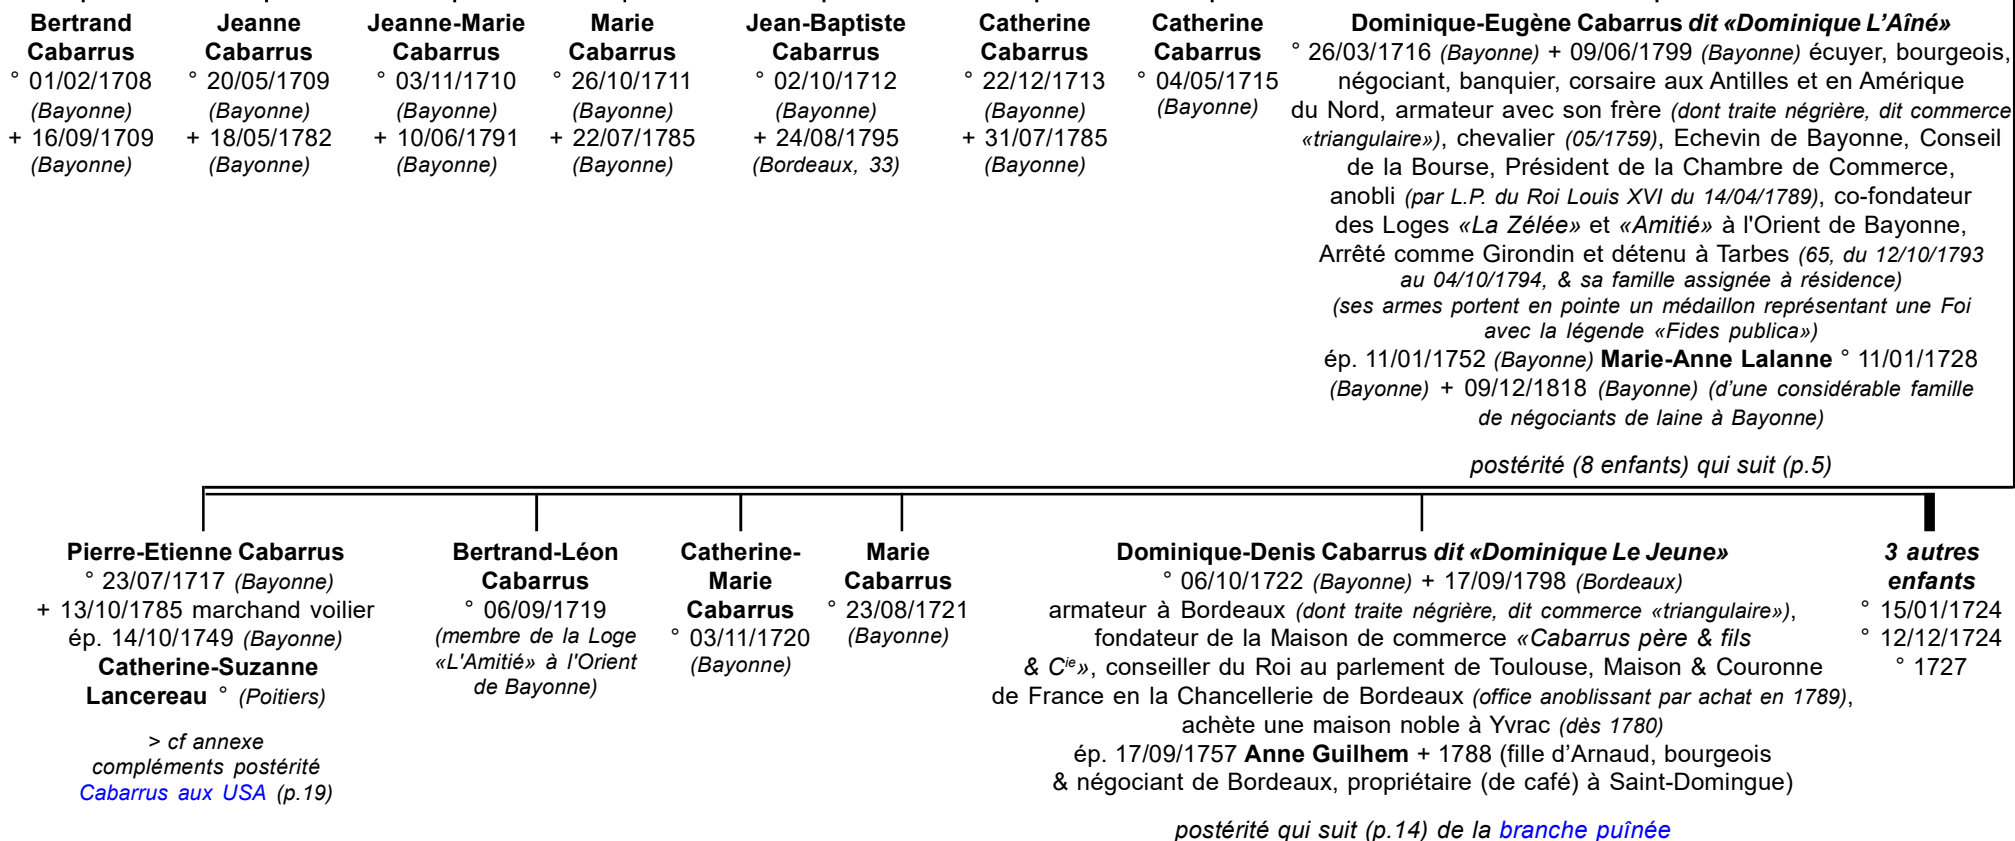 Bertrand
Cabarrus
° 01/02/1708
(Bayonne)
+ 16/09/1709
(Bayonne)
Jeanne
Cabarrus
° 20/05/1709
(Bayonne)
+ 18/05/1782
(Bayonne)
Jeanne-Marie
Cabarrus
° 03/11/1710
(Bayonne)
+ 10/06/1791
(Bayonne)
Marie
Cabarrus
° 26/10/1711
(Bayonne)
+ 22/07/1785
(Bayonne)
Jean-Baptiste
Cabarrus
° 02/10/1712
(Bayonne)
+ 24/08/1795
(Bordeaux, 33)
Catherine
Cabarrus
° 22/12/1713
(Bayonne)
+ 31/07/1785
(Bayonne)
Catherine
Cabarrus
° 04/05/1715
(Bayonne)
Dominique-Eugène Cabarrus dit «Dominique L’Aîné»
° 26/03/1716 (Bayonne) + 09/06/1799 (Bayonne) écuyer, bourgeois,
négociant, banquier, corsaire aux Antilles et en Amérique
du Nord, armateur avec son frère (dont traite négrière, dit commerce
«triangulaire»), chevalier (05/1759), Echevin de Bayonne, Conseil
de la Bourse, Président de la Chambre de Commerce,
anobli (par L.P. du Roi Louis XVI du 14/04/1789), co-fondateur
des Loges «La Zélée» et «Amitié» à l'Orient de Bayonne,
Arrêté comme Girondin et détenu à Tarbes (65, du 12/10/1793
au 04/10/1794, & sa famille assignée à résidence)
(ses armes portent en pointe un médaillon représentant une Foi
avec la légende «Fides publica»)
ép. 11/01/1752 (Bayonne) Marie-Anne Lalanne ° 11/01/1728
(Bayonne) + 09/12/1818 (Bayonne) (d’une considérable famille
de négociants de laine à Bayonne)
postérité (8 enfants) qui suit (p.5)
Pierre-Etienne Cabarrus
° 23/07/1717 (Bayonne)
+ 13/10/1785 marchand voilier
ép. 14/10/1749 (Bayonne)
Catherine-Suzanne
Lancereau ° (Poitiers)
> cf annexe
compléments postérité
Cabarrus aux USA (p.19)
Bertrand-Léon
Cabarrus
° 06/09/1719
(membre de la Loge
«L'Amitié» à l'Orient
de Bayonne)
Catherine-
Marie
Cabarrus
° 03/11/1720
(Bayonne)
Marie
Cabarrus
° 23/08/1721
(Bayonne)
Dominique-Denis Cabarrus dit «Dominique Le Jeune»
° 06/10/1722 (Bayonne) + 17/09/1798 (Bordeaux)
armateur à Bordeaux (dont traite négrière, dit commerce «triangulaire»),
fondateur de la Maison de commerce «Cabarrus père & fils
& Cie», conseiller du Roi au parlement de Toulouse, Maison & Couronne
de France en la Chancellerie de Bordeaux (office anoblissant par achat en 1789),
achète une maison noble à Yvrac (dès 1780)
ép. 17/09/1757 Anne Guilhem + 1788 (fille d’Arnaud, bourgeois
& négociant de Bordeaux, propriétaire (de café) à Saint-Domingue)
postérité qui suit (p.14) de la branche puînée
3 autres
enfants
° 15/01/1724
° 12/12/1724
° 1727